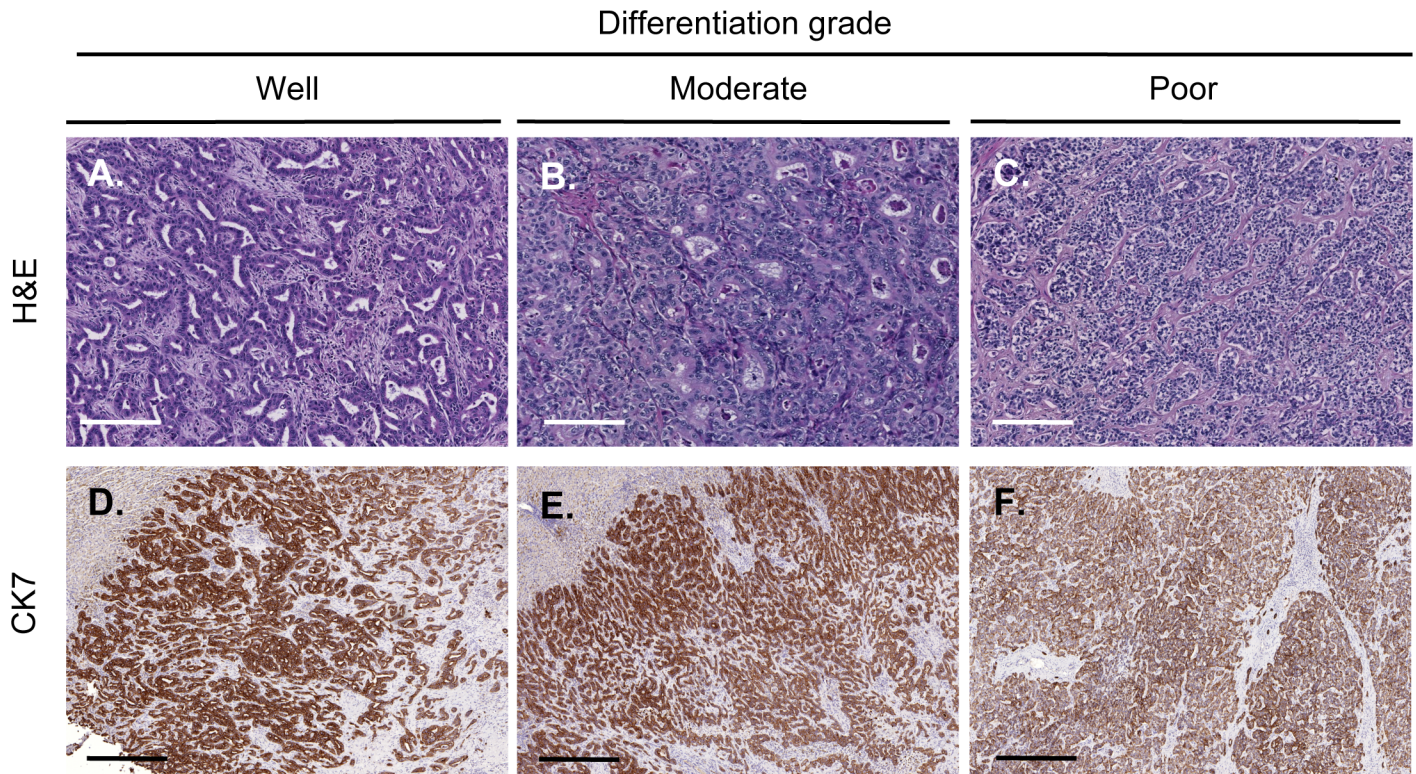 Differentiation grade
Well Moderate Poor
H&E
A. B. C.
CK7
D. E. F.